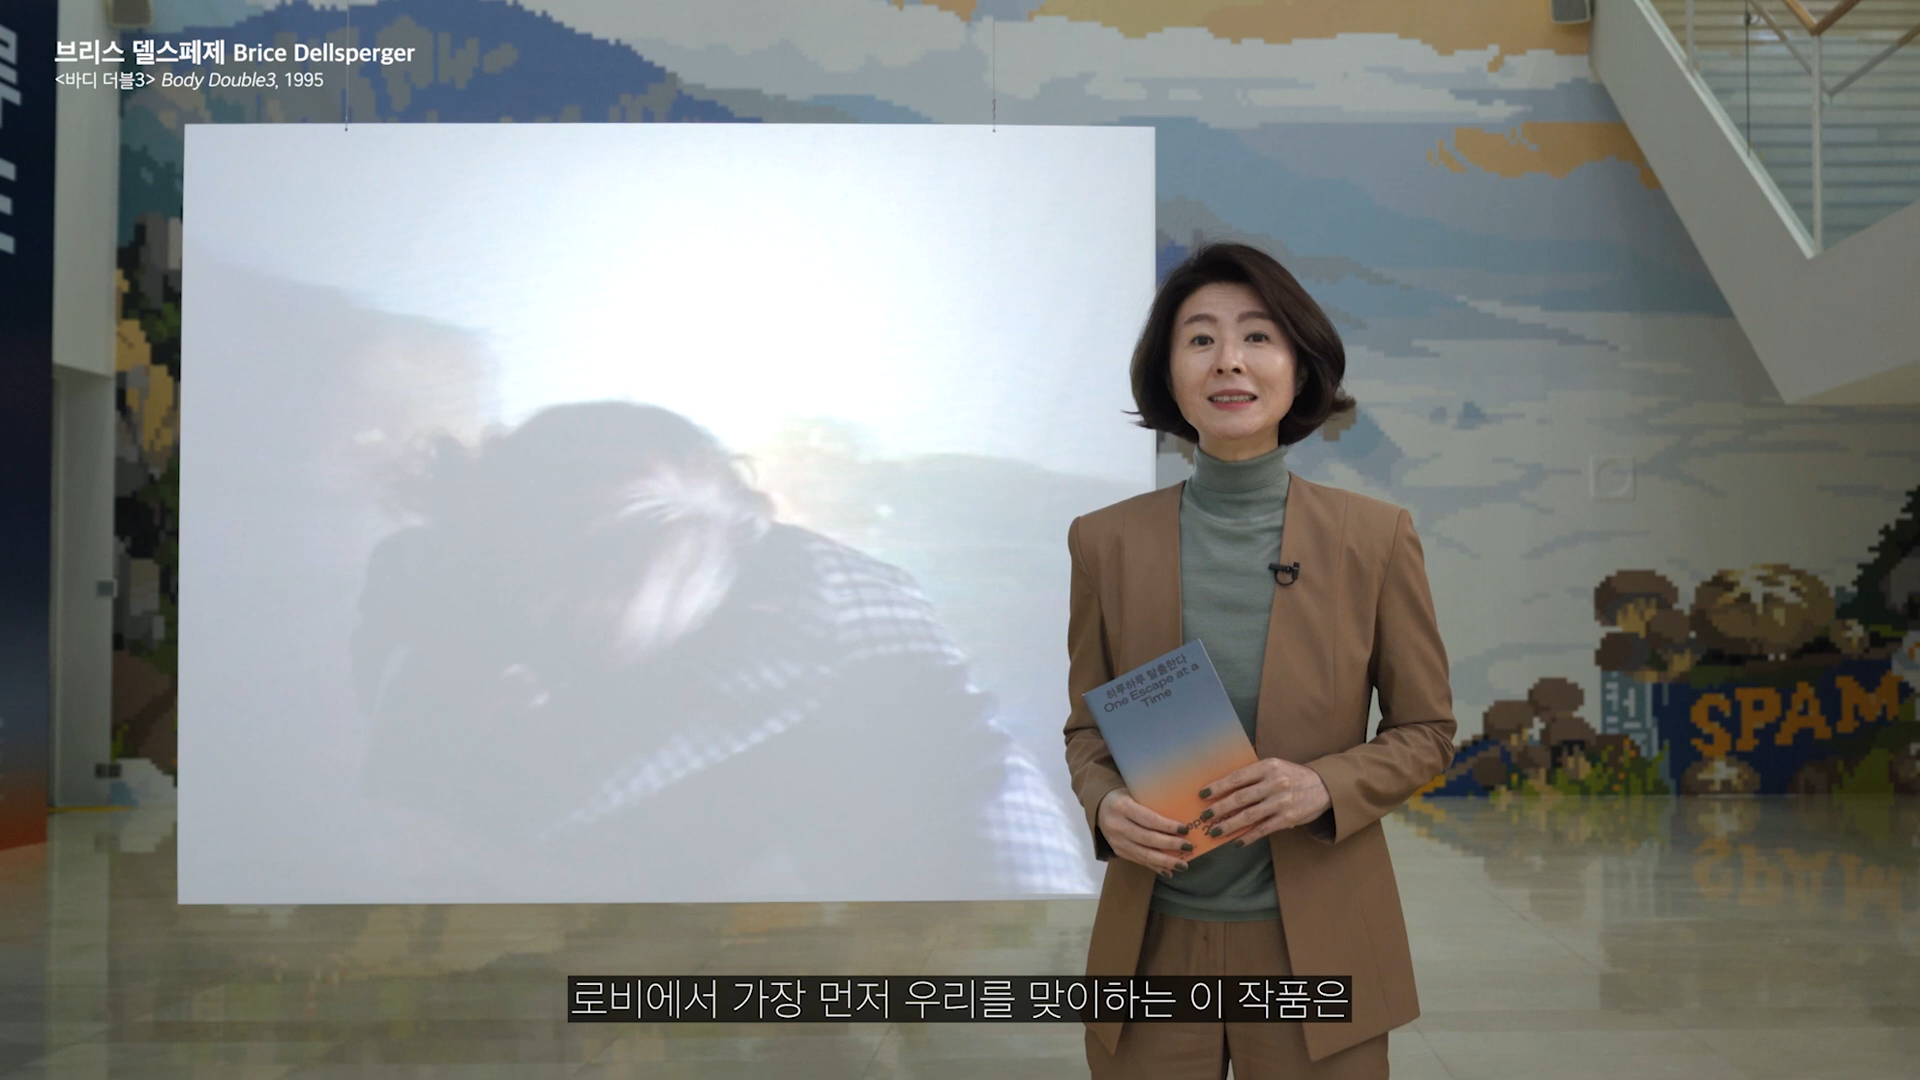 브리스 델스페제 Brice Dellsperger
<바디 더블3> Body Double3, 1995
하루하루 탈출한다
One Escape at a
Time
SPAM
로비에서 가장 먼저 우리를 맞이하는 이 작품은